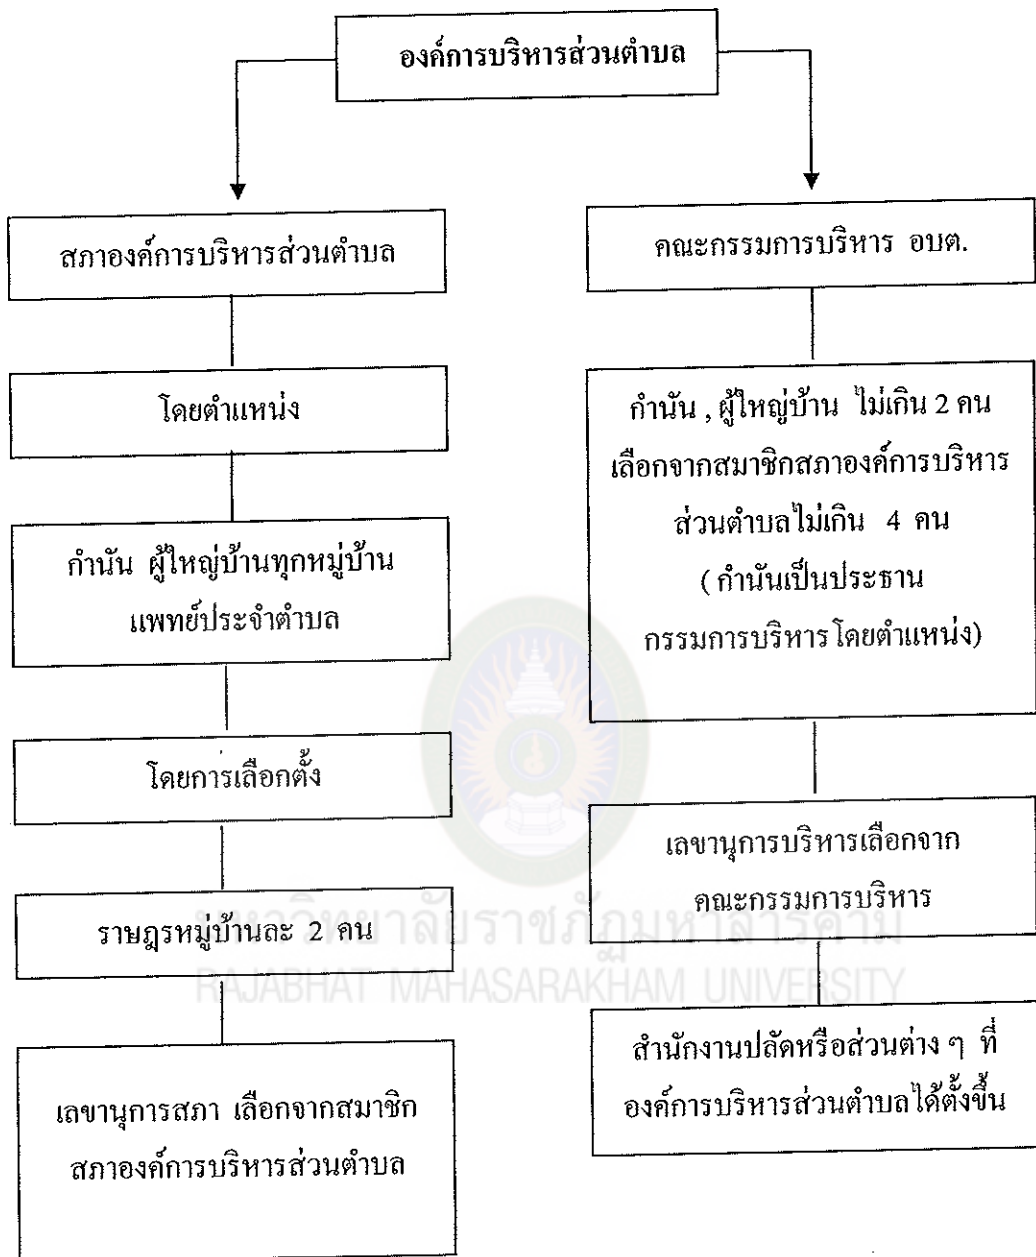 องค์การบริหารส่วนตำบล
สภาองค์การบริหารส่วนตำบล
โดยตำแหน่ง
กำนัน ผู้ใหญ่บ้านทุกหมู่บ้าน
แพทย์ประจำตำบล
โดยการเลือกตั้ง
ราษฎรหมู่บ้านละ 2 คน
เลขานุการสภา เลือกจากสมาชิก
สภาองค์การบริหารส่วนตำบล
คณะกรรมการบริหาร อบต.
กำนัน , ผู้ใหญ่บ้าน ไม่เกิน 2 คน
เลือกจากสมาชิกสภาองค์การบริหาร
ส่วนตำบลไม่เกิน 4 คน
( กำนันเป็นประธาน
กรรมการบริหารโดยตำแหน่ง)
เลขานุการบริหารเลือกจาก
คณะกรรมการบริหาร
สำนักงานปลัดหรือส่วนต่าง ๆ ที่
องค์การบริหารส่วนตำบลได้ตั้งขึ้น
มหาวิทยาลัยราชภัฏมหาสารคาม
RAJABHAT MAHASARAKHAM UNIVERSITY